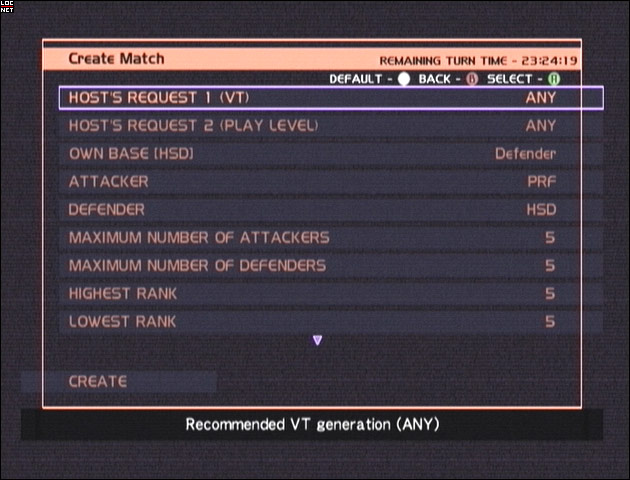 LOC
NET
Create Match
REMAINING TURN TIME - 23:24:19
DEFAULT - BACK - B SELECT - A
HOST'S REQUEST 1 (VT) ANY
HOST'S REQUEST 2 (PLAY LEVEL) ANY
OWN BASE [HSD] Defender
ATTACKER PRF
DEFENDER HSD
MAXIMUM NUMBER OF ATTACKERS 5
MAXIMUM NUMBER OF DEFENDERS 5
HIGHEST RANK 5
LOWEST RANK 5
CREATE
Recommended VT generation (ANY)